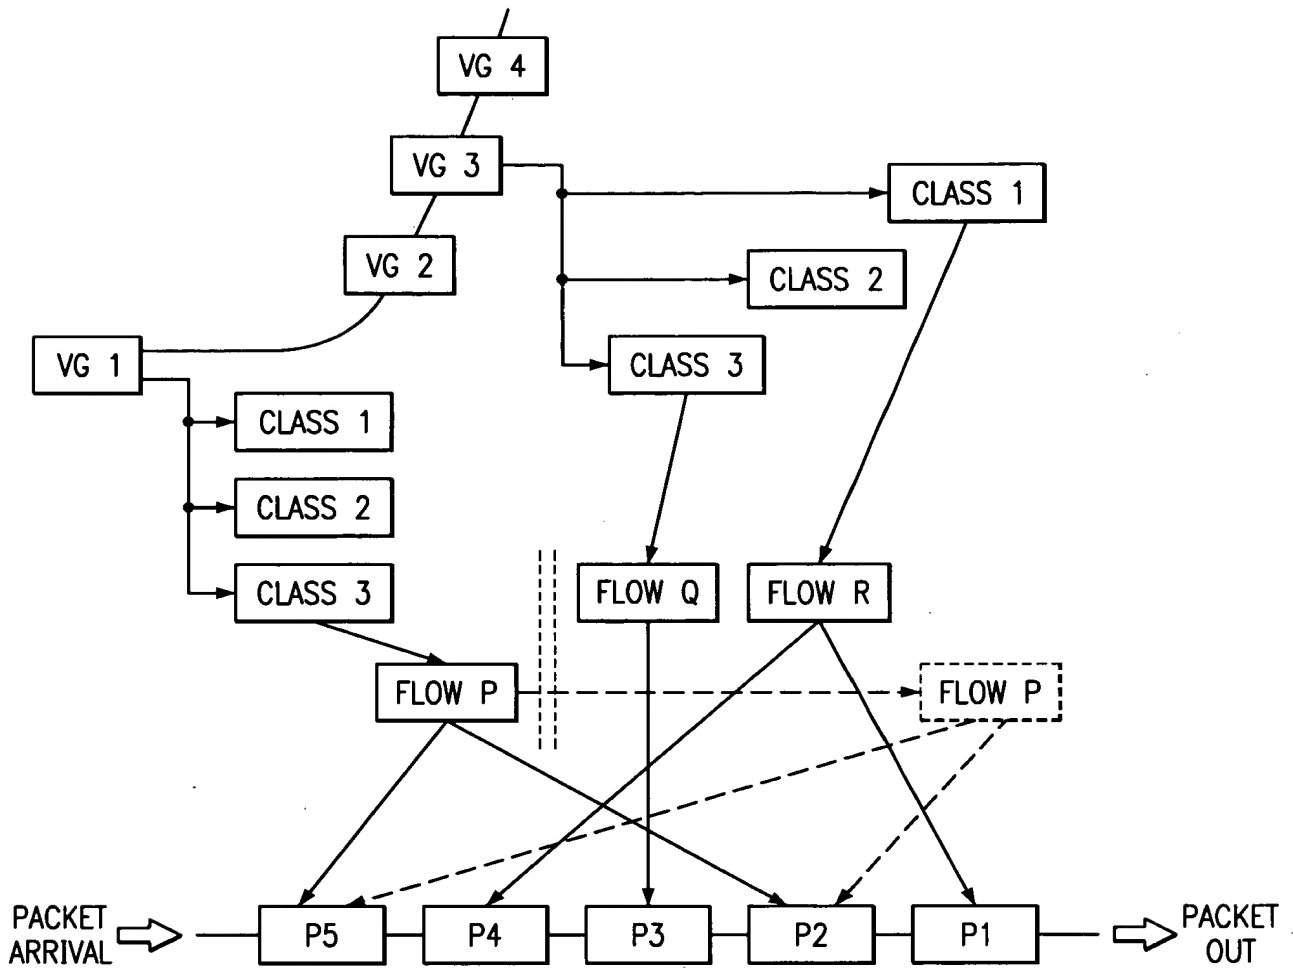 VG 4
VG 3
CLASS 1
VG 2
CLASS 2
VG 1
CLASS 3
CLASS 1
CLASS 2
CLASS 3
FLOW Q
FLOW R
FLOW P
FLOW P
PACKET
ARRIVAL
P5
P4
P3
P2
P1
PACKET
OUT